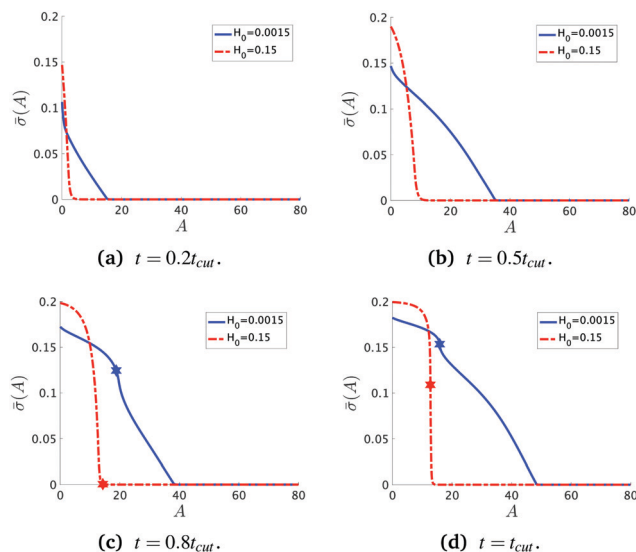 0.2
0.15
0.1
0.05
0
σ̄(A)
H₀=0.0015
H₀=0.15
0 20 40 60 80
A
(a) t = 0.2t_cut.
0.2
0.15
0.1
0.05
0
σ̄(A)
H₀=0.0015
H₀=0.15
0 20 40 60 80
A
(b) t = 0.5t_cut.
0.2
0.15
0.1
0.05
0
σ̄(A)
H₀=0.0015
H₀=0.15
0 20 40 60 80
A
(c) t = 0.8t_cut.
0.2
0.15
0.1
0.05
0
σ̄(A)
H₀=0.0015
H₀=0.15
0 20 40 60 80
A
(d) t = t_cut.